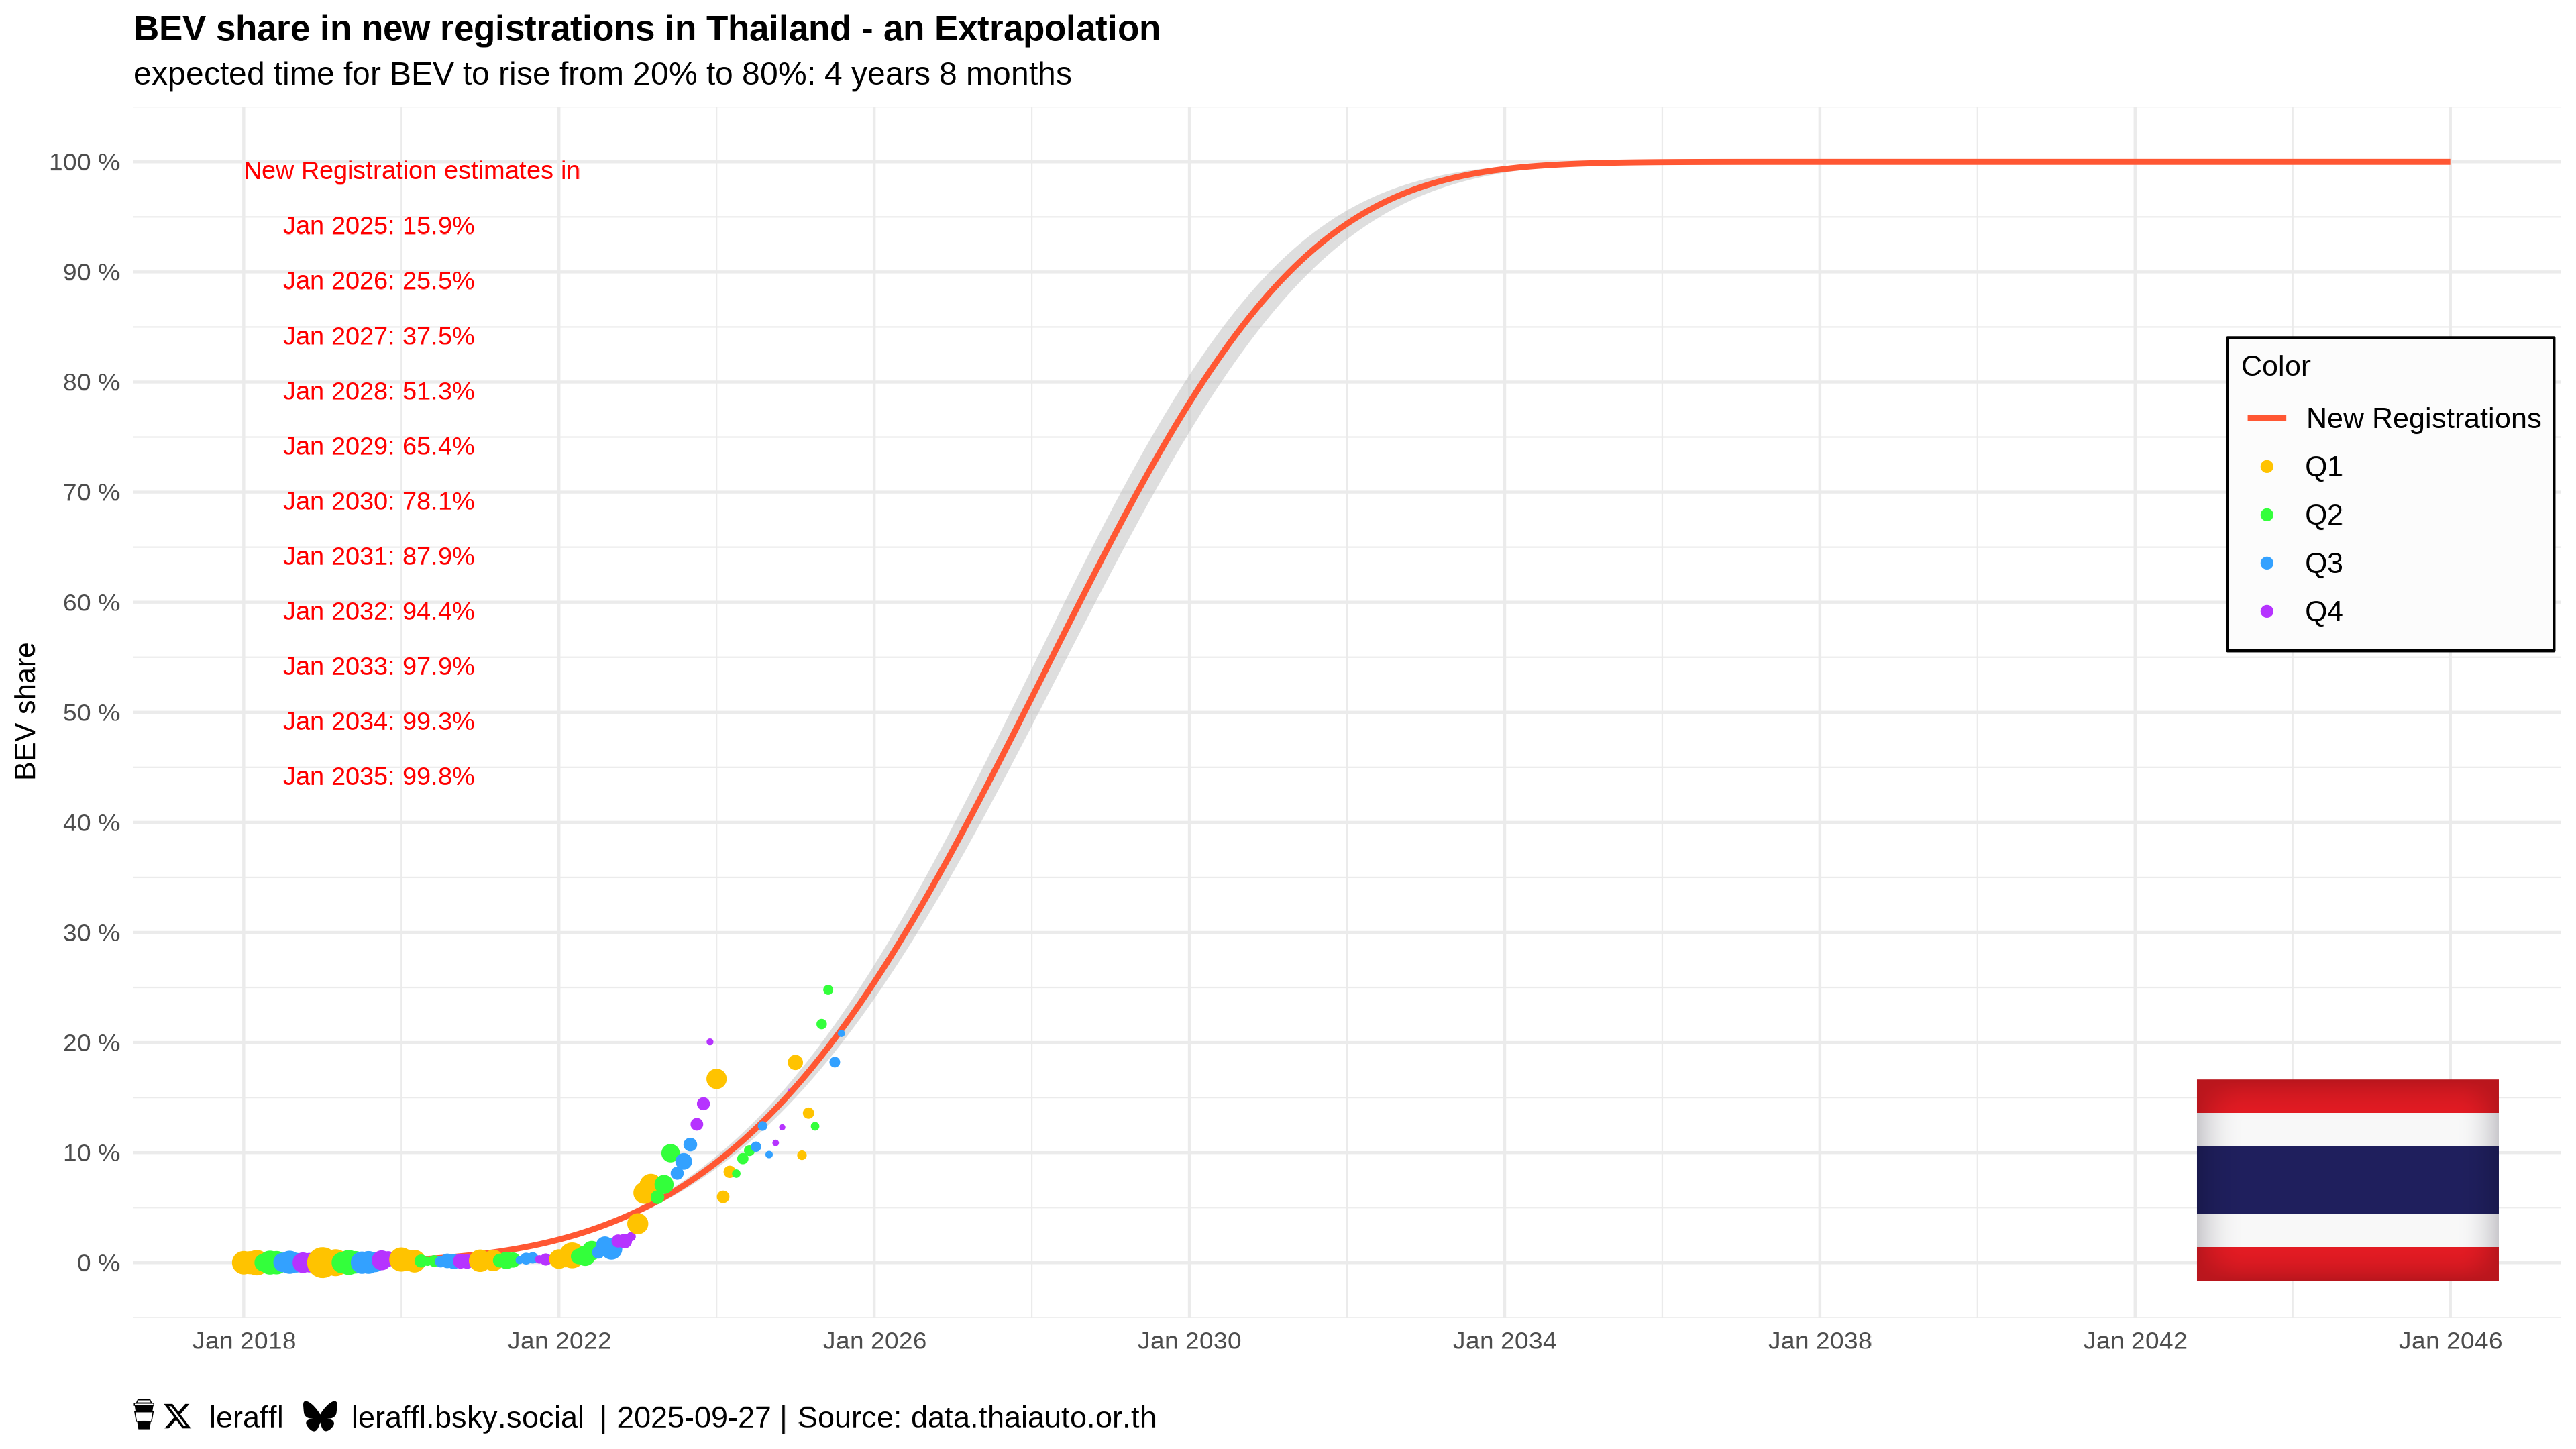 BEV share in new registrations in Thailand - an Extrapolation
expected time for BEV to rise from 20% to 80%: 4 years 8 months
BEV share
100 %
90 %
80 %
70 %
60 %
50 %
40 %
30 %
20 %
10 %
0 %
New Registration estimates in
Jan 2025: 15.9%
Jan 2026: 25.5%
Jan 2027: 37.5%
Jan 2028: 51.3%
Jan 2029: 65.4%
Jan 2030: 78.1%
Jan 2031: 87.9%
Jan 2032: 94.4%
Jan 2033: 97.9%
Jan 2034: 99.3%
Jan 2035: 99.8%
Color
New Registrations
Q1
Q2
Q3
Q4
Jan 2018 Jan 2022 Jan 2026 Jan 2030 Jan 2034 Jan 2038 Jan 2042 Jan 2046
leraffl leraffl.bsky.social | 2025-09-27 | Source: data.thaiauto.or.th